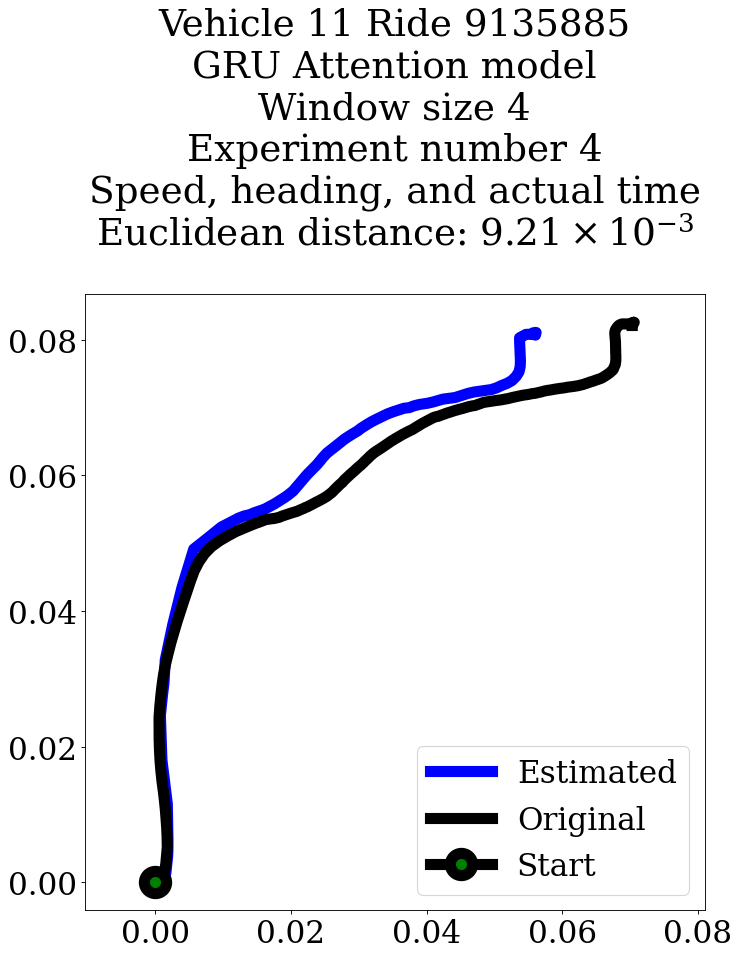 Vehicle 11 Ride 9135885
GRU Attention model
Window size 4
Experiment number 4
Speed, heading, and actual time
Euclidean distance: 9.21 × 10⁻³
0.08
0.06
0.04
0.02
0.00
Estimated
Original
Start
0.00 0.02 0.04 0.06 0.08